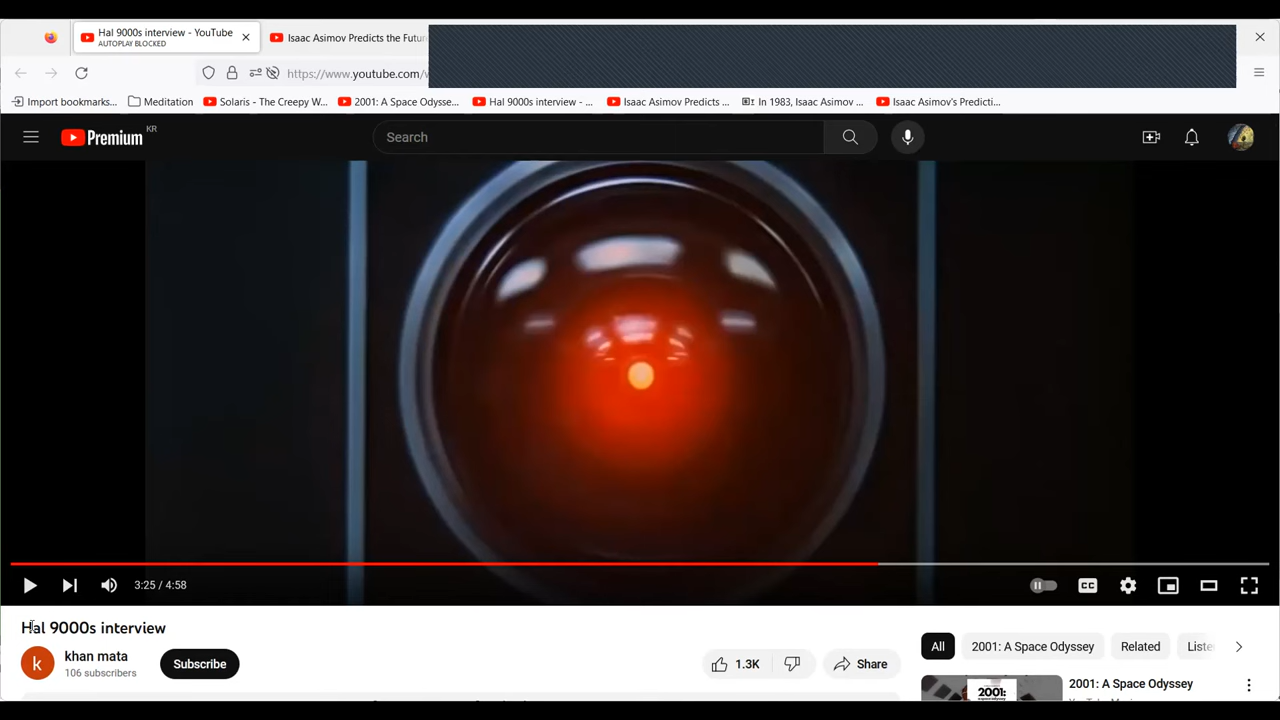 Hal 9000s interview - YouTube
AUTOPLAY BLOCKED
Isaac Asimov Predicts the Futur
https://www.youtube.com/w
Import bookmarks...
Meditation
Solaris - The Creepy W...
2001: A Space Odysse...
Hal 9000s interview - ...
Isaac Asimov Predicts ...
In 1983, Isaac Asimov ...
Isaac Asimov's Predicti...
Premium KR
Search
3:25 / 4:58
CC
Hal 9000s interview
k
khan mata
106 subscribers
Subscribe
1.3K
Share
All
2001: A Space Odyssey
Related
Liste
2001:
2001: A Space Odyssey